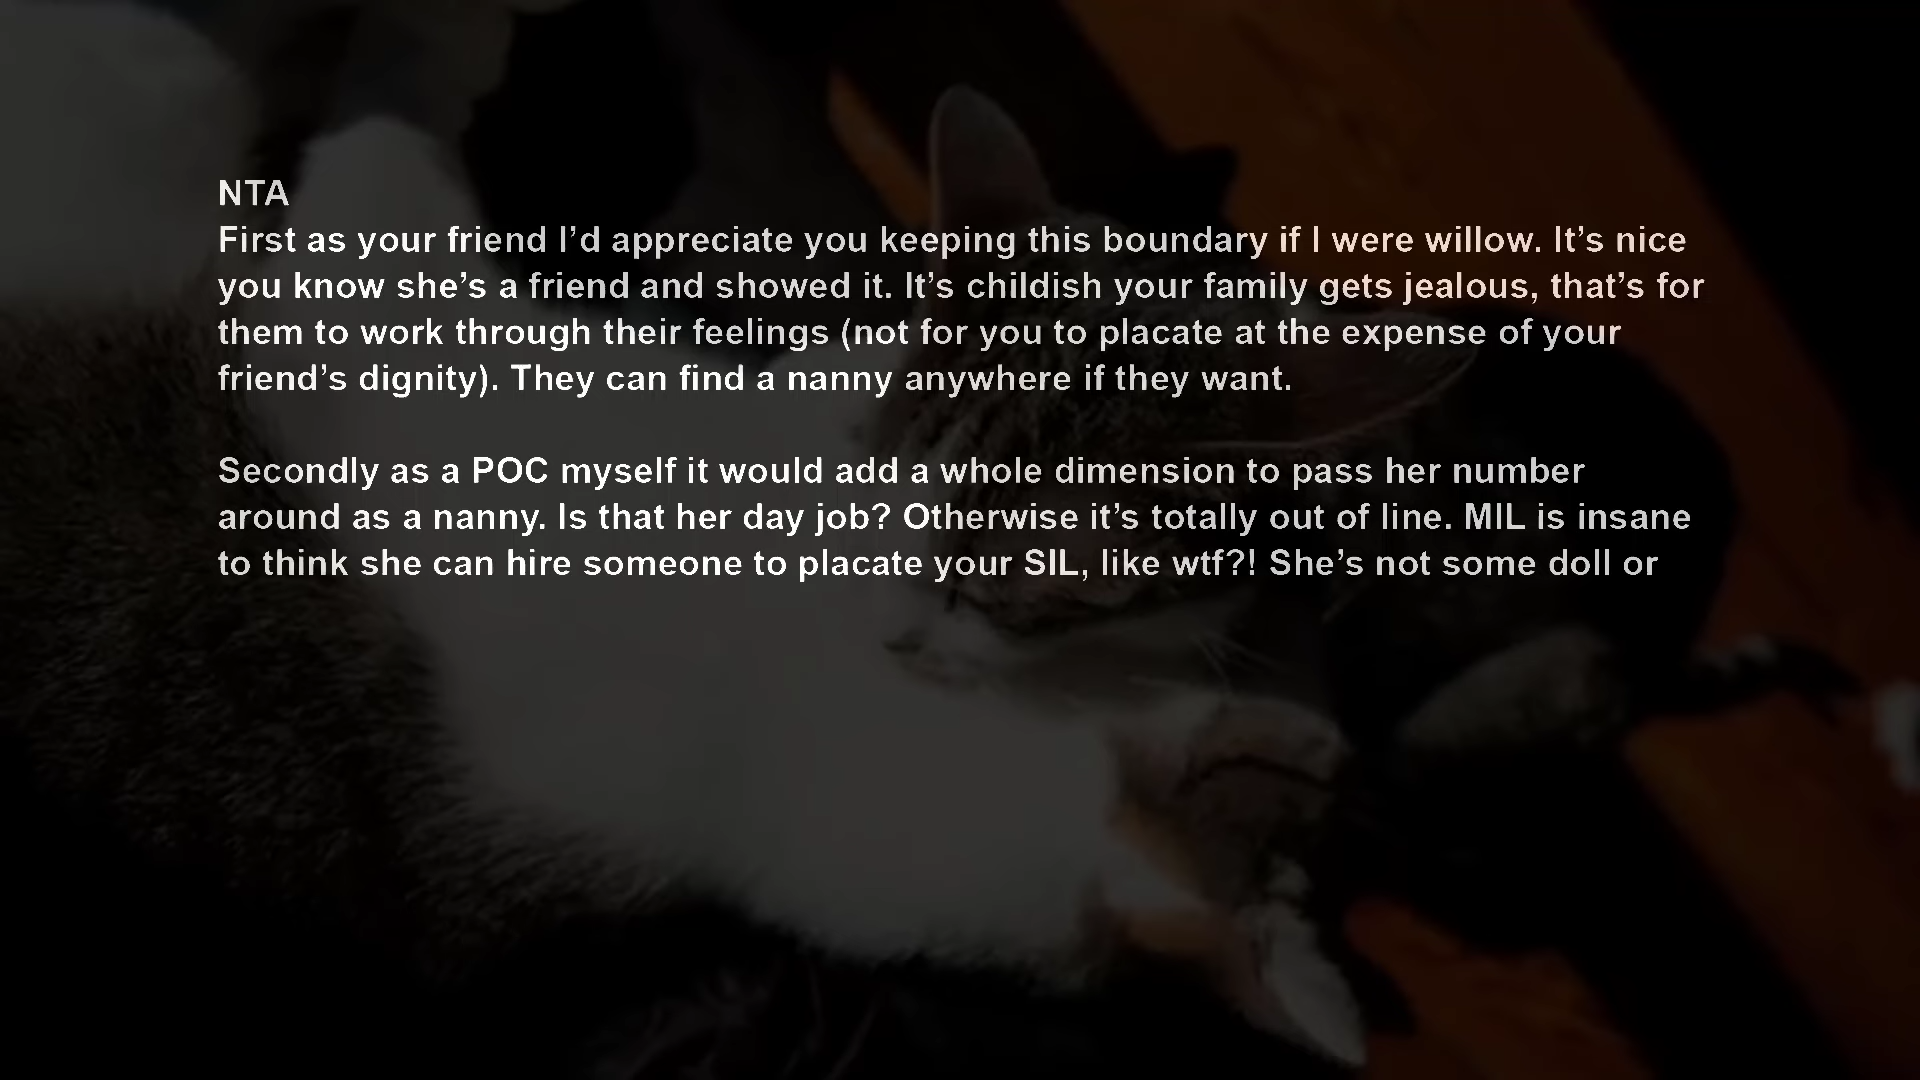 NTA
First as your friend I’d appreciate you keeping this boundary if I were willow. It’s nice
you know she’s a friend and showed it. It’s childish your family gets jealous, that’s for
them to work through their feelings (not for you to placate at the expense of your
friend’s dignity). They can find a nanny anywhere if they want.
Secondly as a POC myself it would add a whole dimension to pass her number
around as a nanny. Is that her day job? Otherwise it’s totally out of line. MIL is insane
to think she can hire someone to placate your SIL, like wtf?! She’s not some doll or